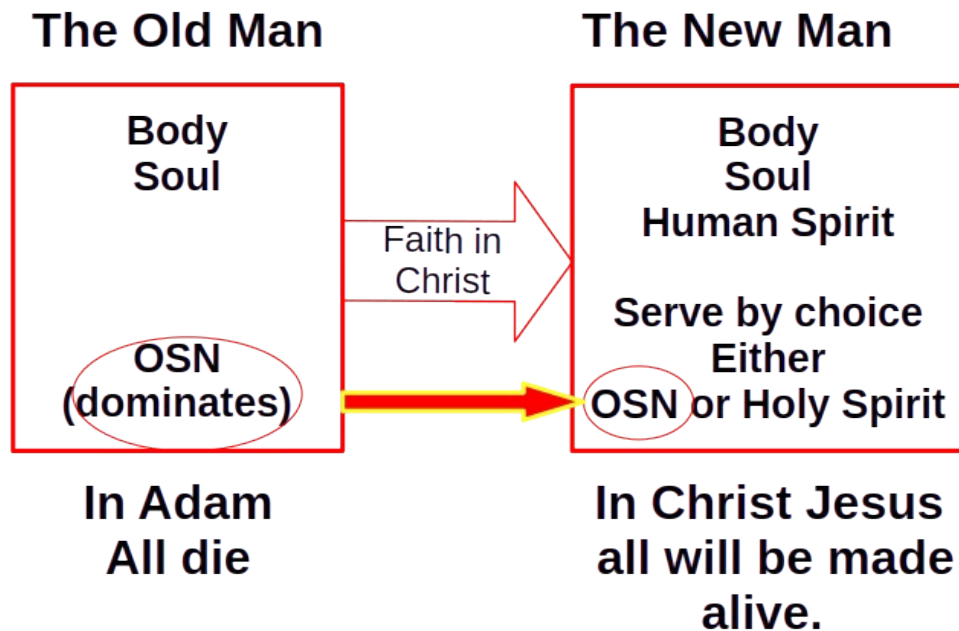 The Old Man
Body
Soul
OSN
(dominates)
In Adam
All die
Faith in
Christ
The New Man
Body
Soul
Human Spirit
Serve by choice
Either
OSN or Holy Spirit
In Christ Jesus
all will be made
alive.